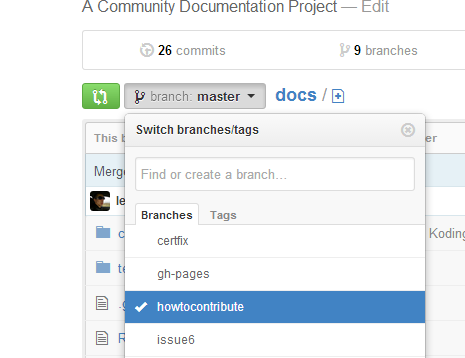 A Community Documentation Project — Edit
26 commits
9 branches
branch: master
docs /
Switch branches/tags
This b
er
Find or create a branch...
Merge
le
Branches
Tags
c
certfix
Koding
te
gh-pages
.g
howtocontribute
R
issue6